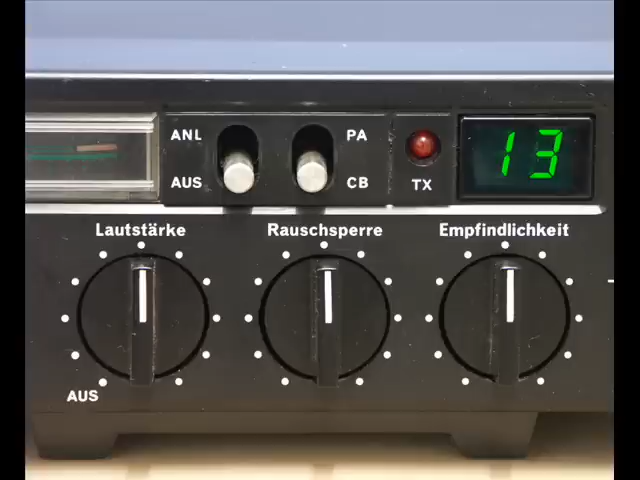 ANL
PA
AUS
CB
TX
13
Lautstärke
Rauschsperre
Empfindlichkeit
AUS